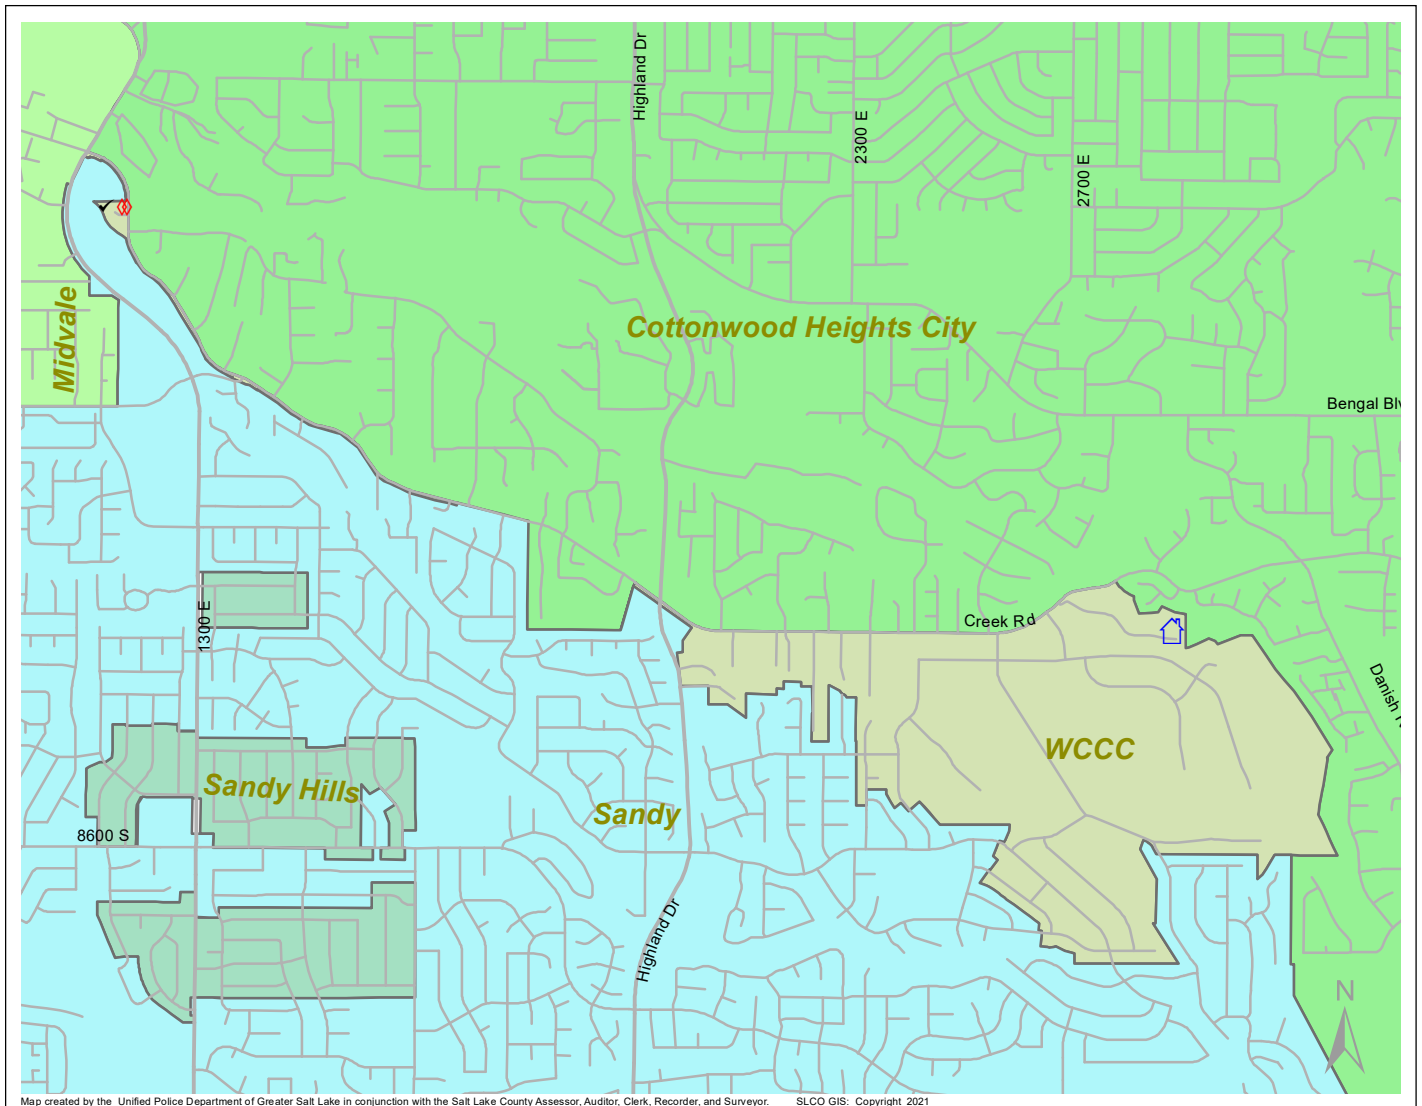 Highland Dr
2300 E
2700 E
Midvale
Cottonwood Heights City
Bengal Blv
1300 E
Creek Rd
Danish R
WCCC
Sandy Hills
Sandy
8600 S
Highland Dr
N
Map created by the Unified Police Department of Greater Salt Lake in conjunction with the Salt Lake County Assessor, Auditor, Clerk, Recorder, and Surveyor. SLCO GIS: Copyright 2021